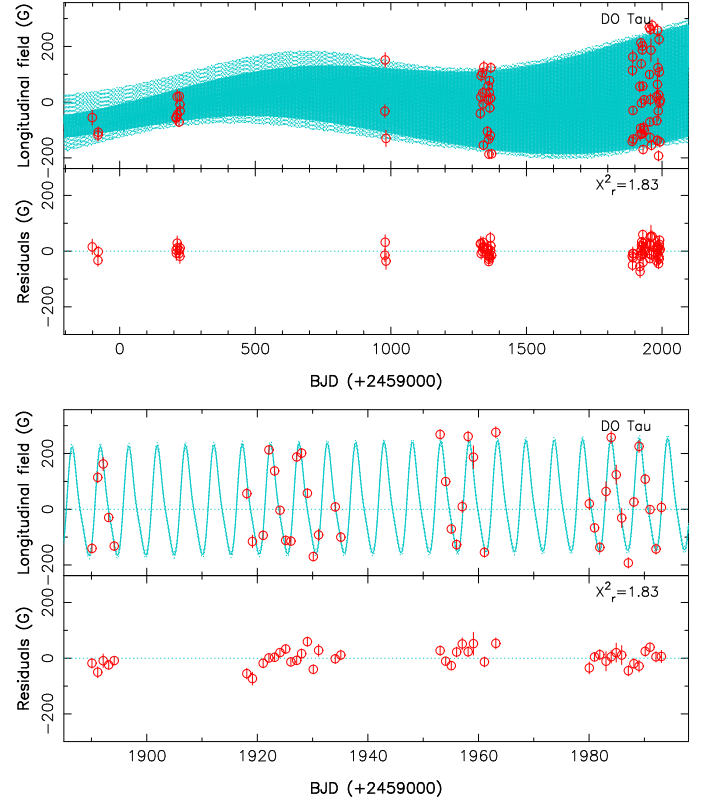 DO Tau
Longitudinal field (G)
200
0
−200
X²ᵣ=1.83
Residuals (G)
200
0
−200
0 500 1000 1500 2000
BJD (+2459000)
DO Tau
Longitudinal field (G)
200
0
−200
X²ᵣ=1.83
Residuals (G)
200
0
−200
1900 1920 1940 1960 1980
BJD (+2459000)